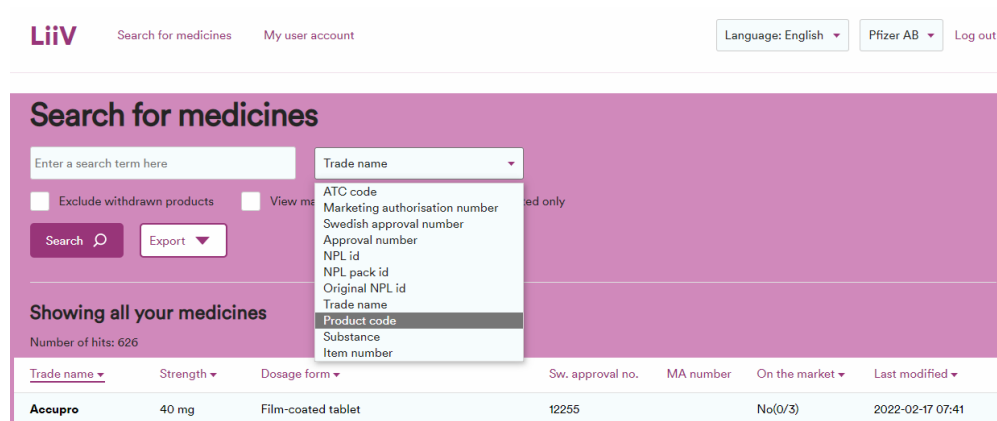 LiiV Search for medicines My user account Language: English Pfizer AB Log out
Search for medicines
Enter a search term here Trade name
Exclude withdrawn products View ma ed only
ATC code
Marketing authorisation number
Swedish approval number
Approval number
NPL id
NPL pack id
Original NPL id
Trade name
Product code
Substance
Item number
Search Export
Showing all your medicines
Number of hits: 626
Trade name Strength Dosage form Sw. approval no. MA number On the market Last modified
Accupro 40 mg Film-coated tablet 12255 No(0/3) 2022-02-17 07:41